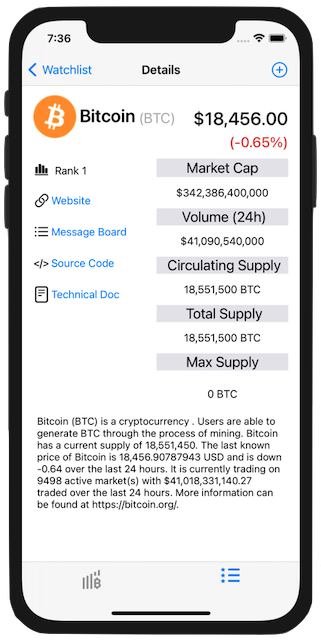 7:36
Watchlist
Details
Bitcoin (BTC)
$18,456.00
(-0.65%)
Rank 1
Website
Message Board
</> Source Code
Technical Doc
Market Cap
$342,386,400,000
Volume (24h)
$41,090,540,000
Circulating Supply
18,551,500 BTC
Total Supply
18,551,500 BTC
Max Supply
0 BTC
Bitcoin (BTC) is a cryptocurrency . Users are able to
generate BTC through the process of mining. Bitcoin
has a current supply of 18,551,450. The last known
price of Bitcoin is 18,456.90787943 USD and is down
-0.64 over the last 24 hours. It is currently trading on
9498 active market(s) with $41,018,331,140.27
traded over the last 24 hours. More information can
be found at https://bitcoin.org/.